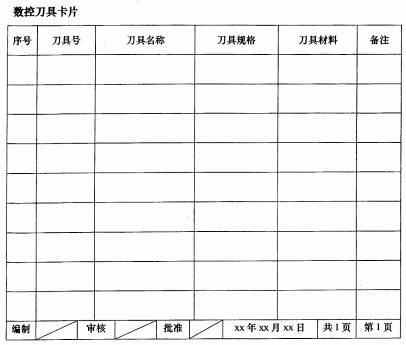 数控刀具卡片
序号 刀具号 刀具名称 刀具规格 刀具材料 备注
编制 审核 批准 xx年xx月xx日 共1页 第1页